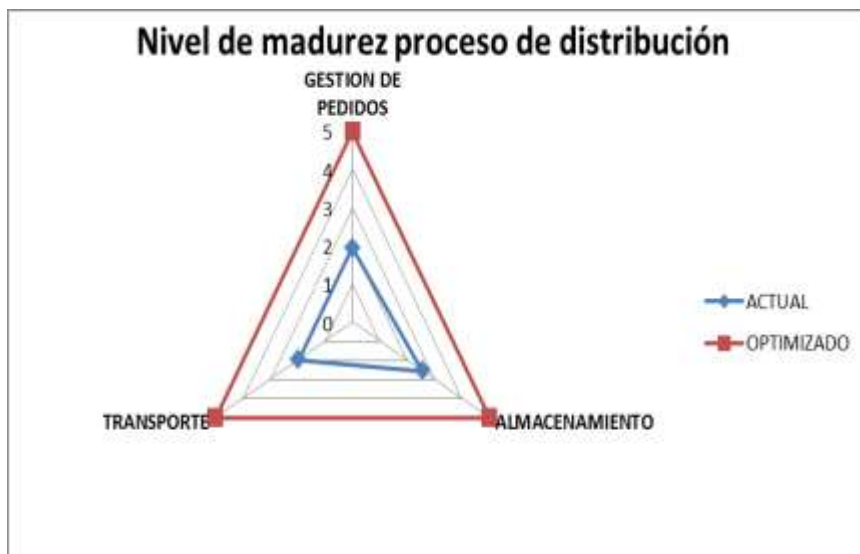 Nivel de madurez proceso de distribución
GESTION DE
PEDIDOS
5
4
3
2
1
0
ACTUAL
OPTIMIZADO
TRANSPORTE
ALMACENAMIENTO